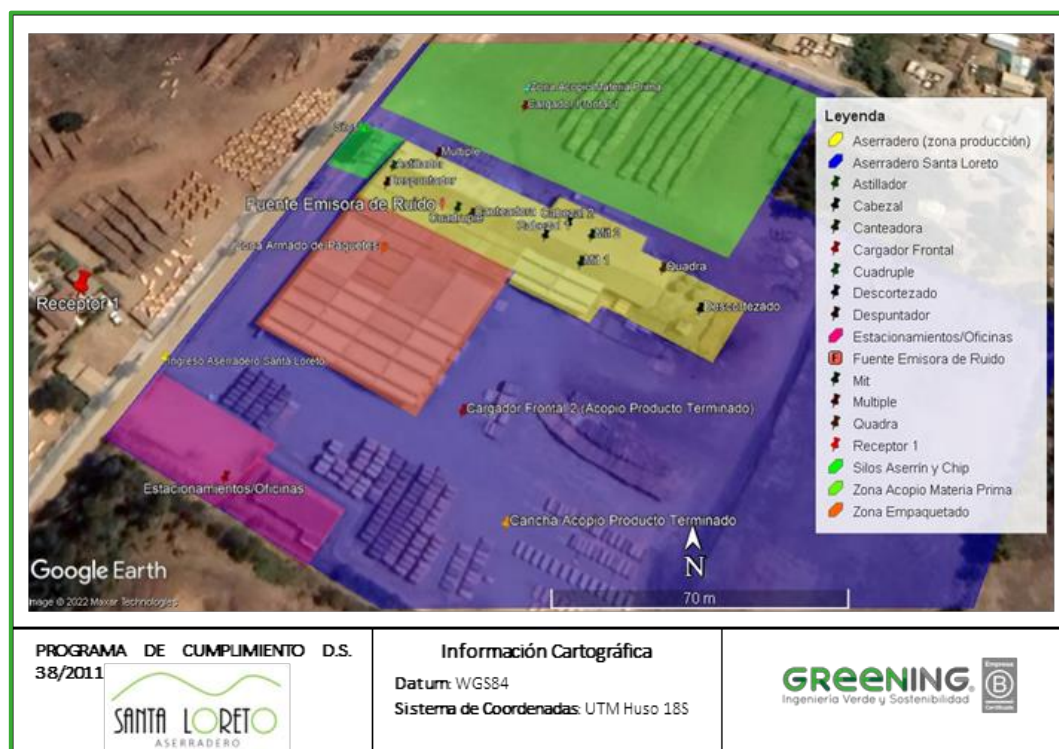 Zona Acopio Materia Prima
Cargador Frontal 1
Silos
Multiple
Astillador
Despuntador
Fuente Emisora de Ruido
Cuadruple
Canteadora
Cabezal 2
Cabezal 1
Mit 2
Zona Armado de Paquetes
Mit 1
Quadra
Receptor 1
Descortezado
Ingreso Aserradero Santa Loreto
Cargador Frontal 2 (Acopio Producto Terminado)
Estacionamientos/Oficinas
Cancha Acopio Producto Terminado
N
70 m
Google Earth
Image © 2022 Maxar Technologies
Leyenda
Aserradero (zona producción)
Aserradero Santa Loreto
Astillador
Cabezal
Canteadora
Cargador Frontal
Cuadruple
Descortezado
Despuntador
Estacionamientos/Oficinas
F Fuente Emisora de Ruido
Mit
Multiple
Quadra
Receptor 1
Silos Aserrín y Chip
Zona Acopio Materia Prima
Zona Empaquetado
PROGRAMA DE CUMPLIMIENTO D.S.
38/2011
SANTA LORETO
ASERRADERO
Información Cartográfica
Datum: WGS84
Sistema de Coordenadas: UTM Huso 18S
GREENING.
Ingeniería Verde y Sostenibilidad
Empresa
B
Certificada